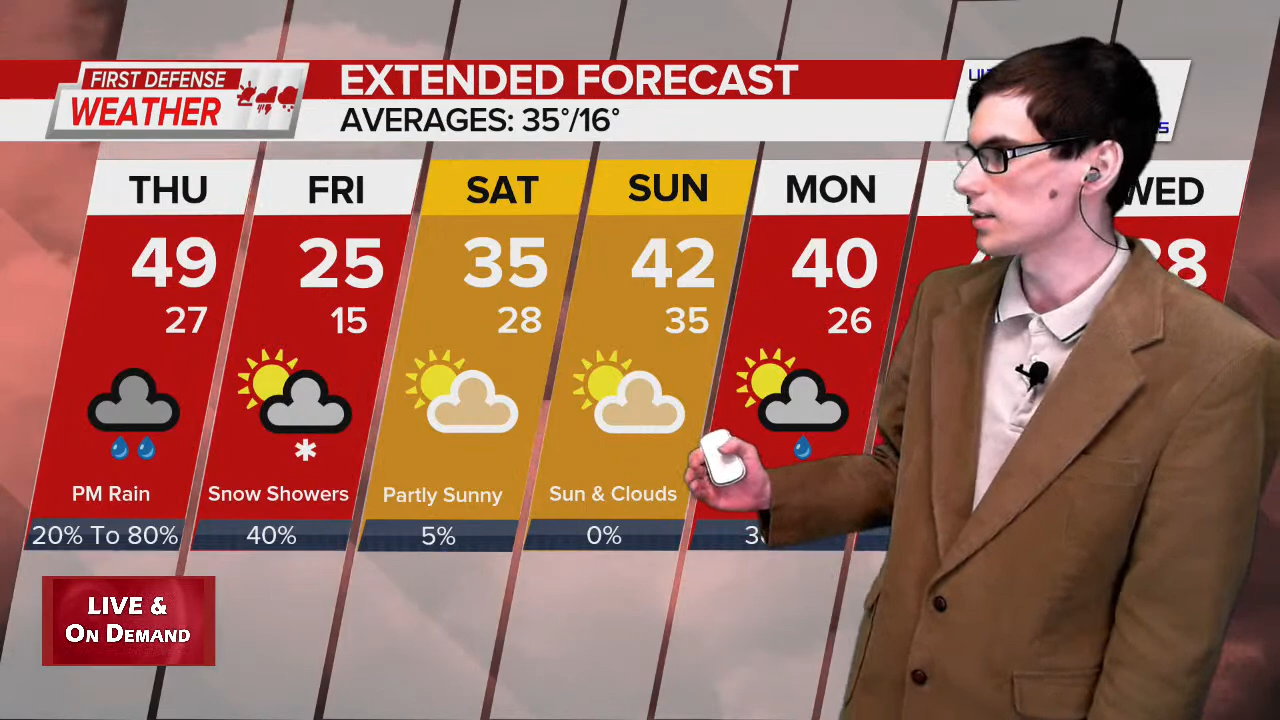 FIRST DEFENSE
WEATHER
EXTENDED FORECAST
AVERAGES: 35°/16°
THU
FRI
SAT
SUN
MON
WED
49
25
35
42
40
27
15
28
35
26
PM Rain
Snow Showers
Partly Sunny
Sun & Clouds
20% To 80%
40%
5%
0%
LIVE &
ON DEMAND